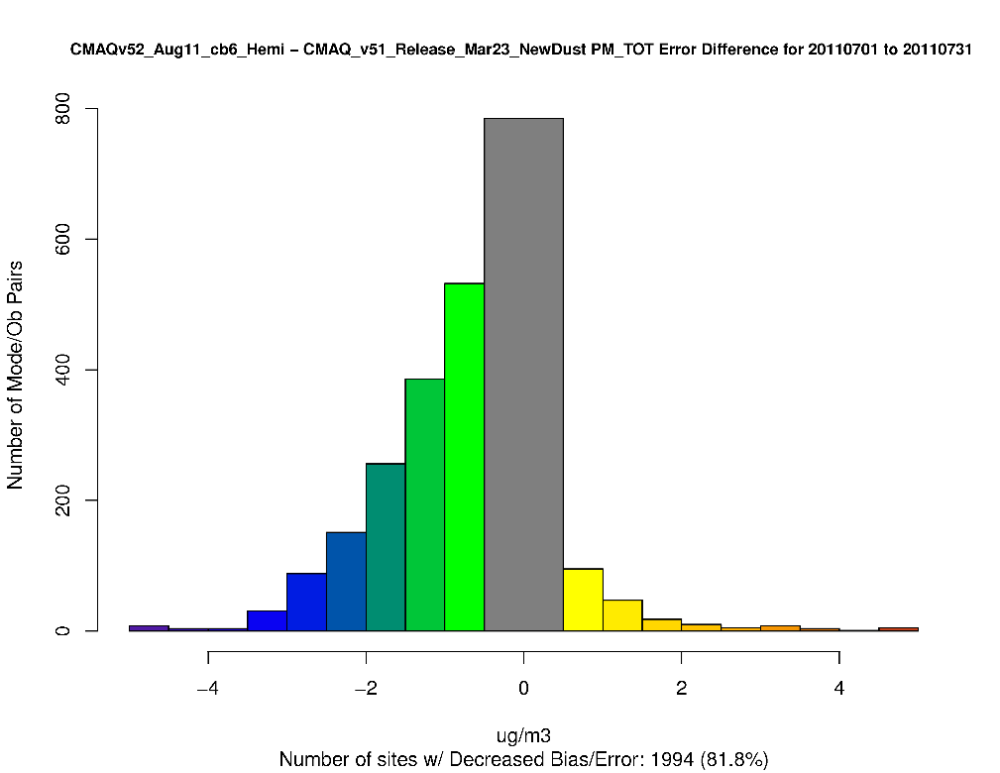 CMAQv52_Aug11_cb6_Hemi − CMAQ_v51_Release_Mar23_NewDust PM_TOT Error Difference for 20110701 to 20110731
Number of Mode/Ob Pairs
800
600
400
200
0
−4 −2 0 2 4
ug/m3
Number of sites w/ Decreased Bias/Error: 1994 (81.8%)